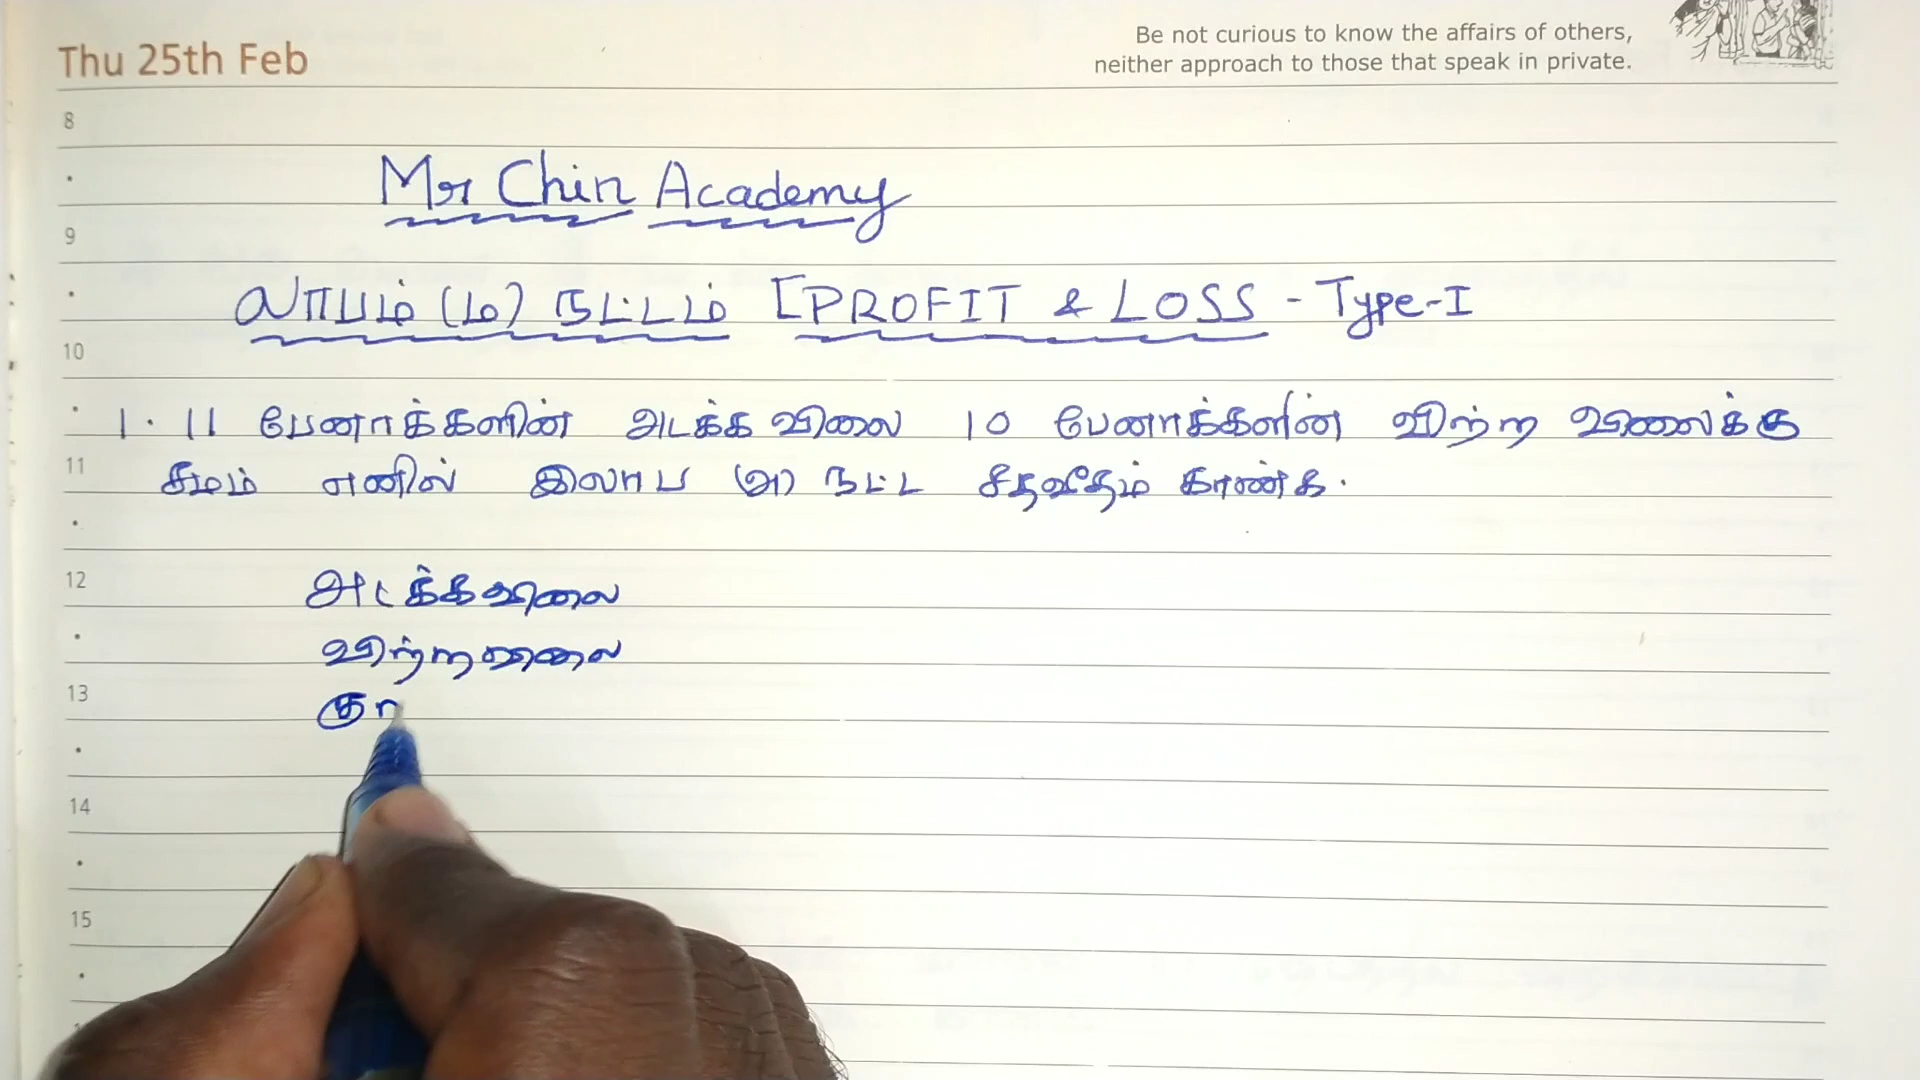 Thu 25th Feb
Be not curious to know the affairs of others,
neither approach to those that speak in private.
8
Mr Chin Academy
9
லாபம் (ம) நட்டம் [PROFIT & LOSS - Type-I
10
1. 11 பேனாக்களின் அடக்க விலை 10 பேனாக்களின் விற்ற விலைக்கு
11
சமம் எனில் இலாப (அ) நட்ட சதவீதம் காண்க.
12
அடக்கவிலை
விற்றவிலை
13
14
15